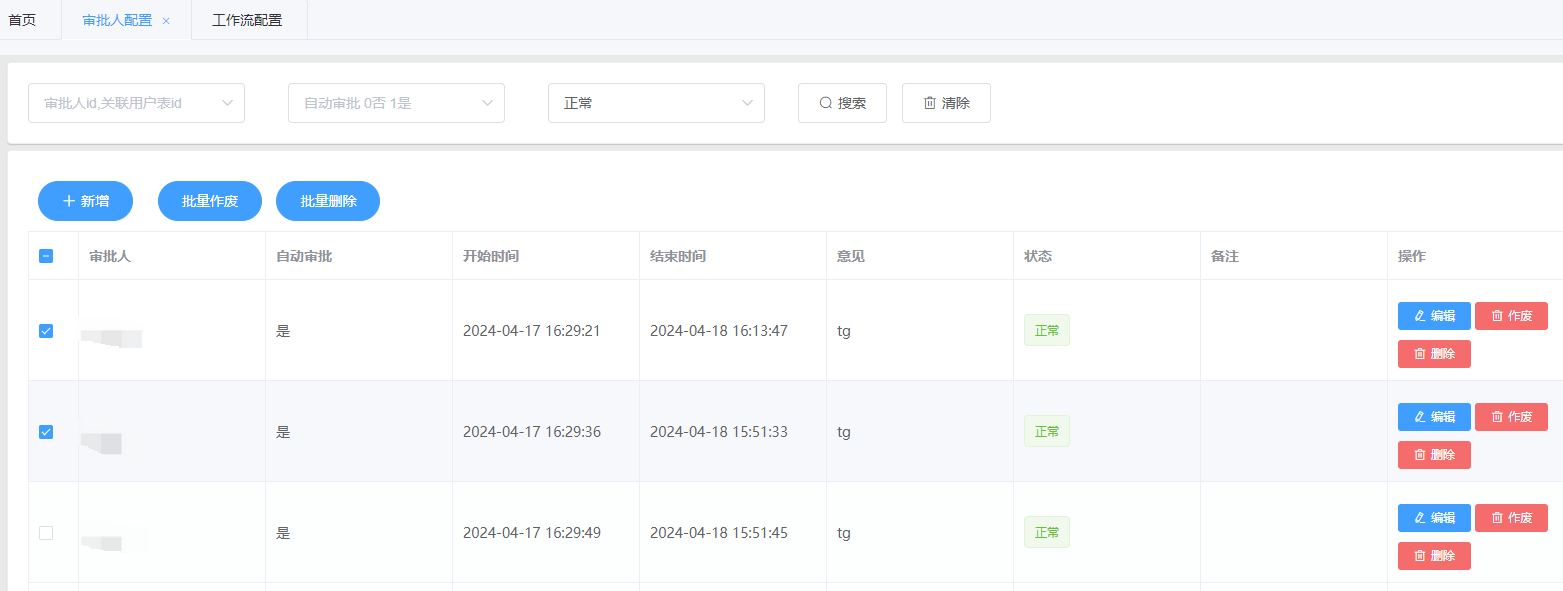 首页 审批人配置 × 工作流配置
审批人id,关联用户表id 自动审批 0否 1是 正常 搜索 清除
+ 新增 批量作废 批量删除
审批人 自动审批 开始时间 结束时间 意见 状态 备注 操作
是 2024-04-17 16:29:21 2024-04-18 16:13:47 tg 正常 编辑 作废
删除
是 2024-04-17 16:29:36 2024-04-18 15:51:33 tg 正常 编辑 作废
删除
是 2024-04-17 16:29:49 2024-04-18 15:51:45 tg 正常 编辑 作废
删除